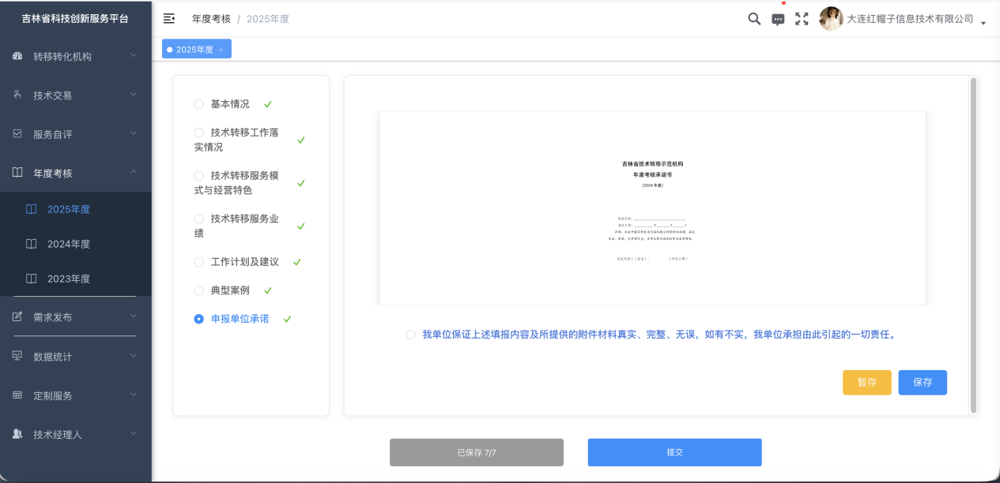 吉林省科技创新服务平台
年度考核 / 2025年度
大连红帽子信息技术有限公司
2025年度 ×
转移转化机构
技术交易
服务自评
年度考核
2025年度
2024年度
2023年度
需求发布
数据统计
定制服务
技术经理人
基本情况
技术转移工作落
实情况
技术转移服务模
式与经营特色
技术转移服务业
绩
工作计划及建议
典型案例
申报单位承诺
吉林省技术转移示范机构
年度考核承诺书
(2024 年度)
我单位保证上述填报内容及所提供的附件材料真实、完整、无误，如有不实，我单位承担由此引起的一切责任。
暂存
保存
已保存 7/7
提交